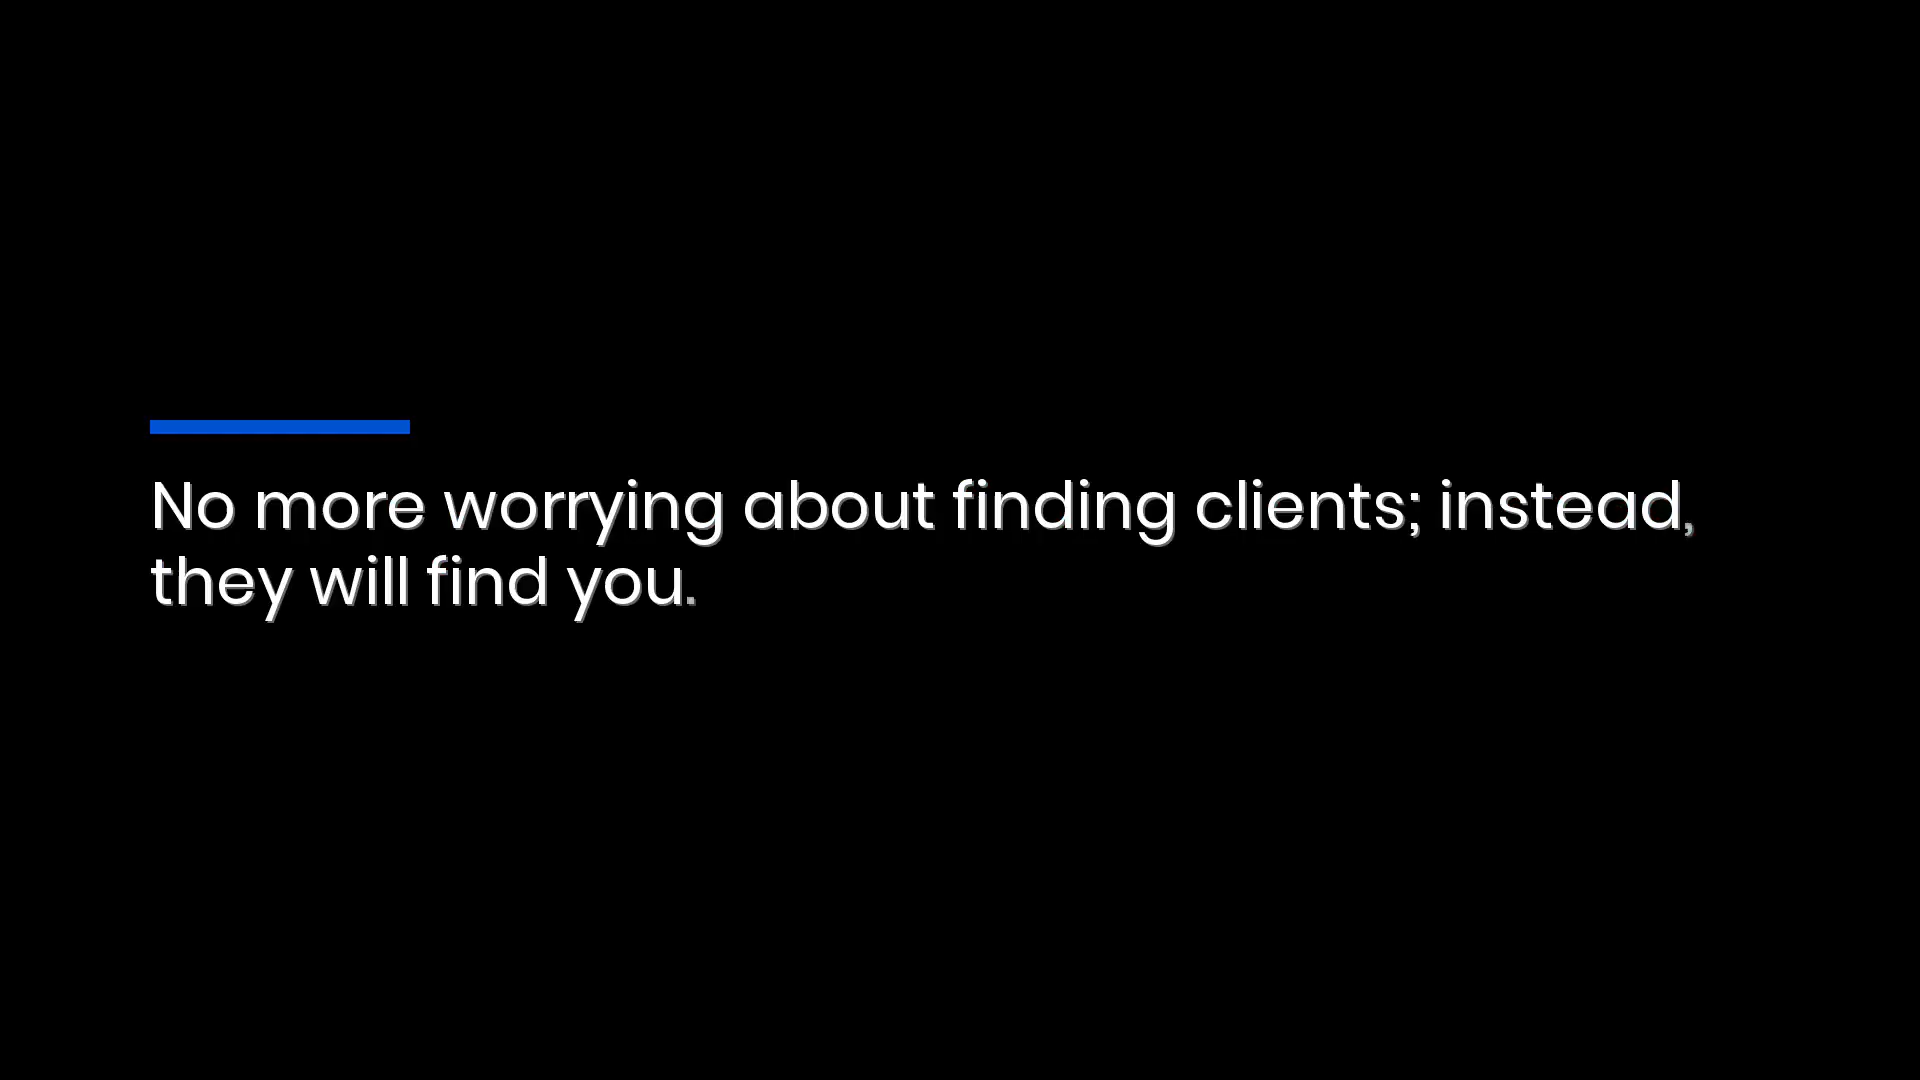 No more worrying about finding clients; instead,
they will find you.